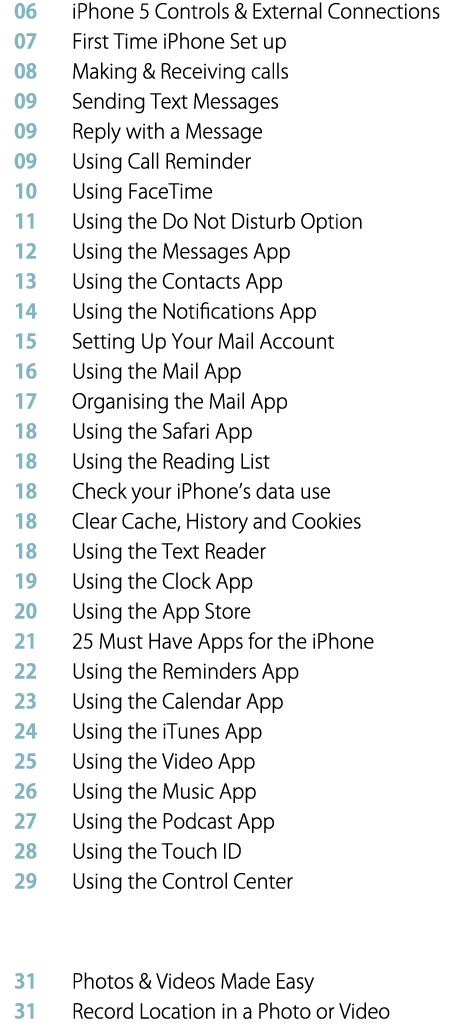 06 iPhone 5 Controls & External Connections
07 First Time iPhone Set up
08 Making & Receiving calls
09 Sending Text Messages
09 Reply with a Message
09 Using Call Reminder
10 Using FaceTime
11 Using the Do Not Disturb Option
12 Using the Messages App
13 Using the Contacts App
14 Using the Notifications App
15 Setting Up Your Mail Account
16 Using the Mail App
17 Organising the Mail App
18 Using the Safari App
18 Using the Reading List
18 Check your iPhone’s data use
18 Clear Cache, History and Cookies
18 Using the Text Reader
19 Using the Clock App
20 Using the App Store
21 25 Must Have Apps for the iPhone
22 Using the Reminders App
23 Using the Calendar App
24 Using the iTunes App
25 Using the Video App
26 Using the Music App
27 Using the Podcast App
28 Using the Touch ID
29 Using the Control Center
31 Photos & Videos Made Easy
31 Record Location in a Photo or Video